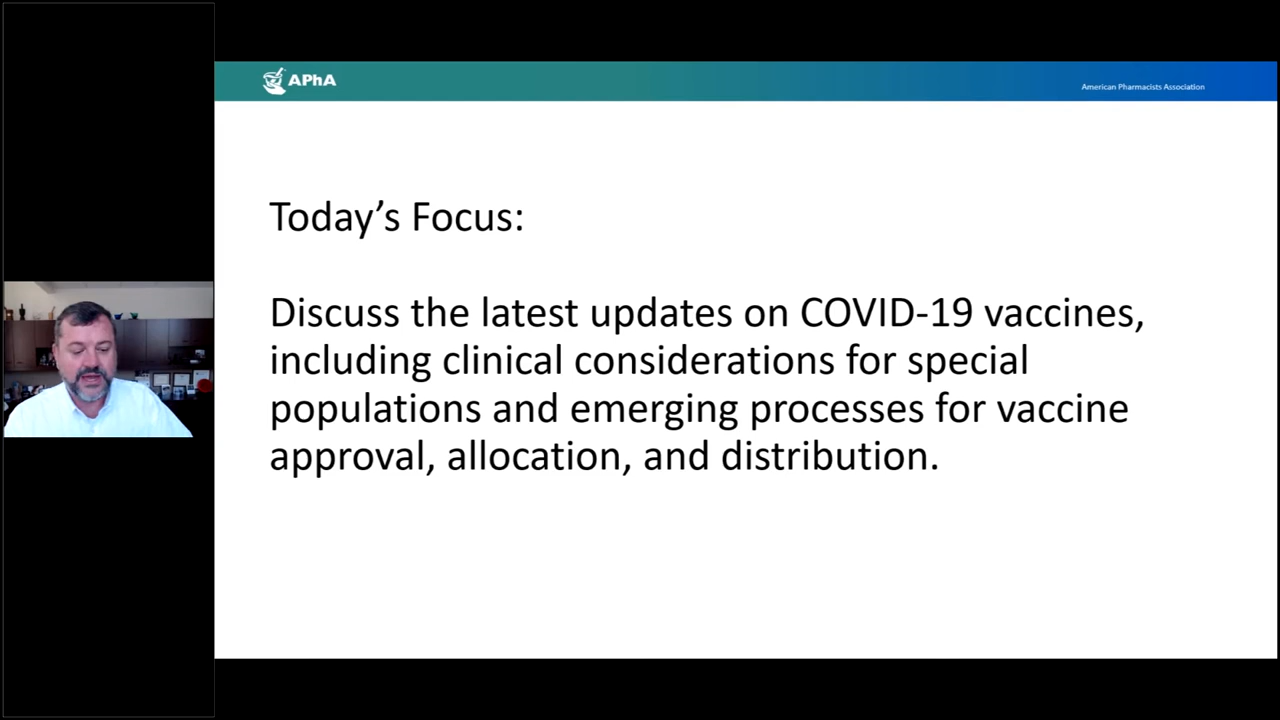 APhA
American Pharmacists Association
Today’s Focus:
Discuss the latest updates on COVID-19 vaccines,
including clinical considerations for special
populations and emerging processes for vaccine
approval, allocation, and distribution.